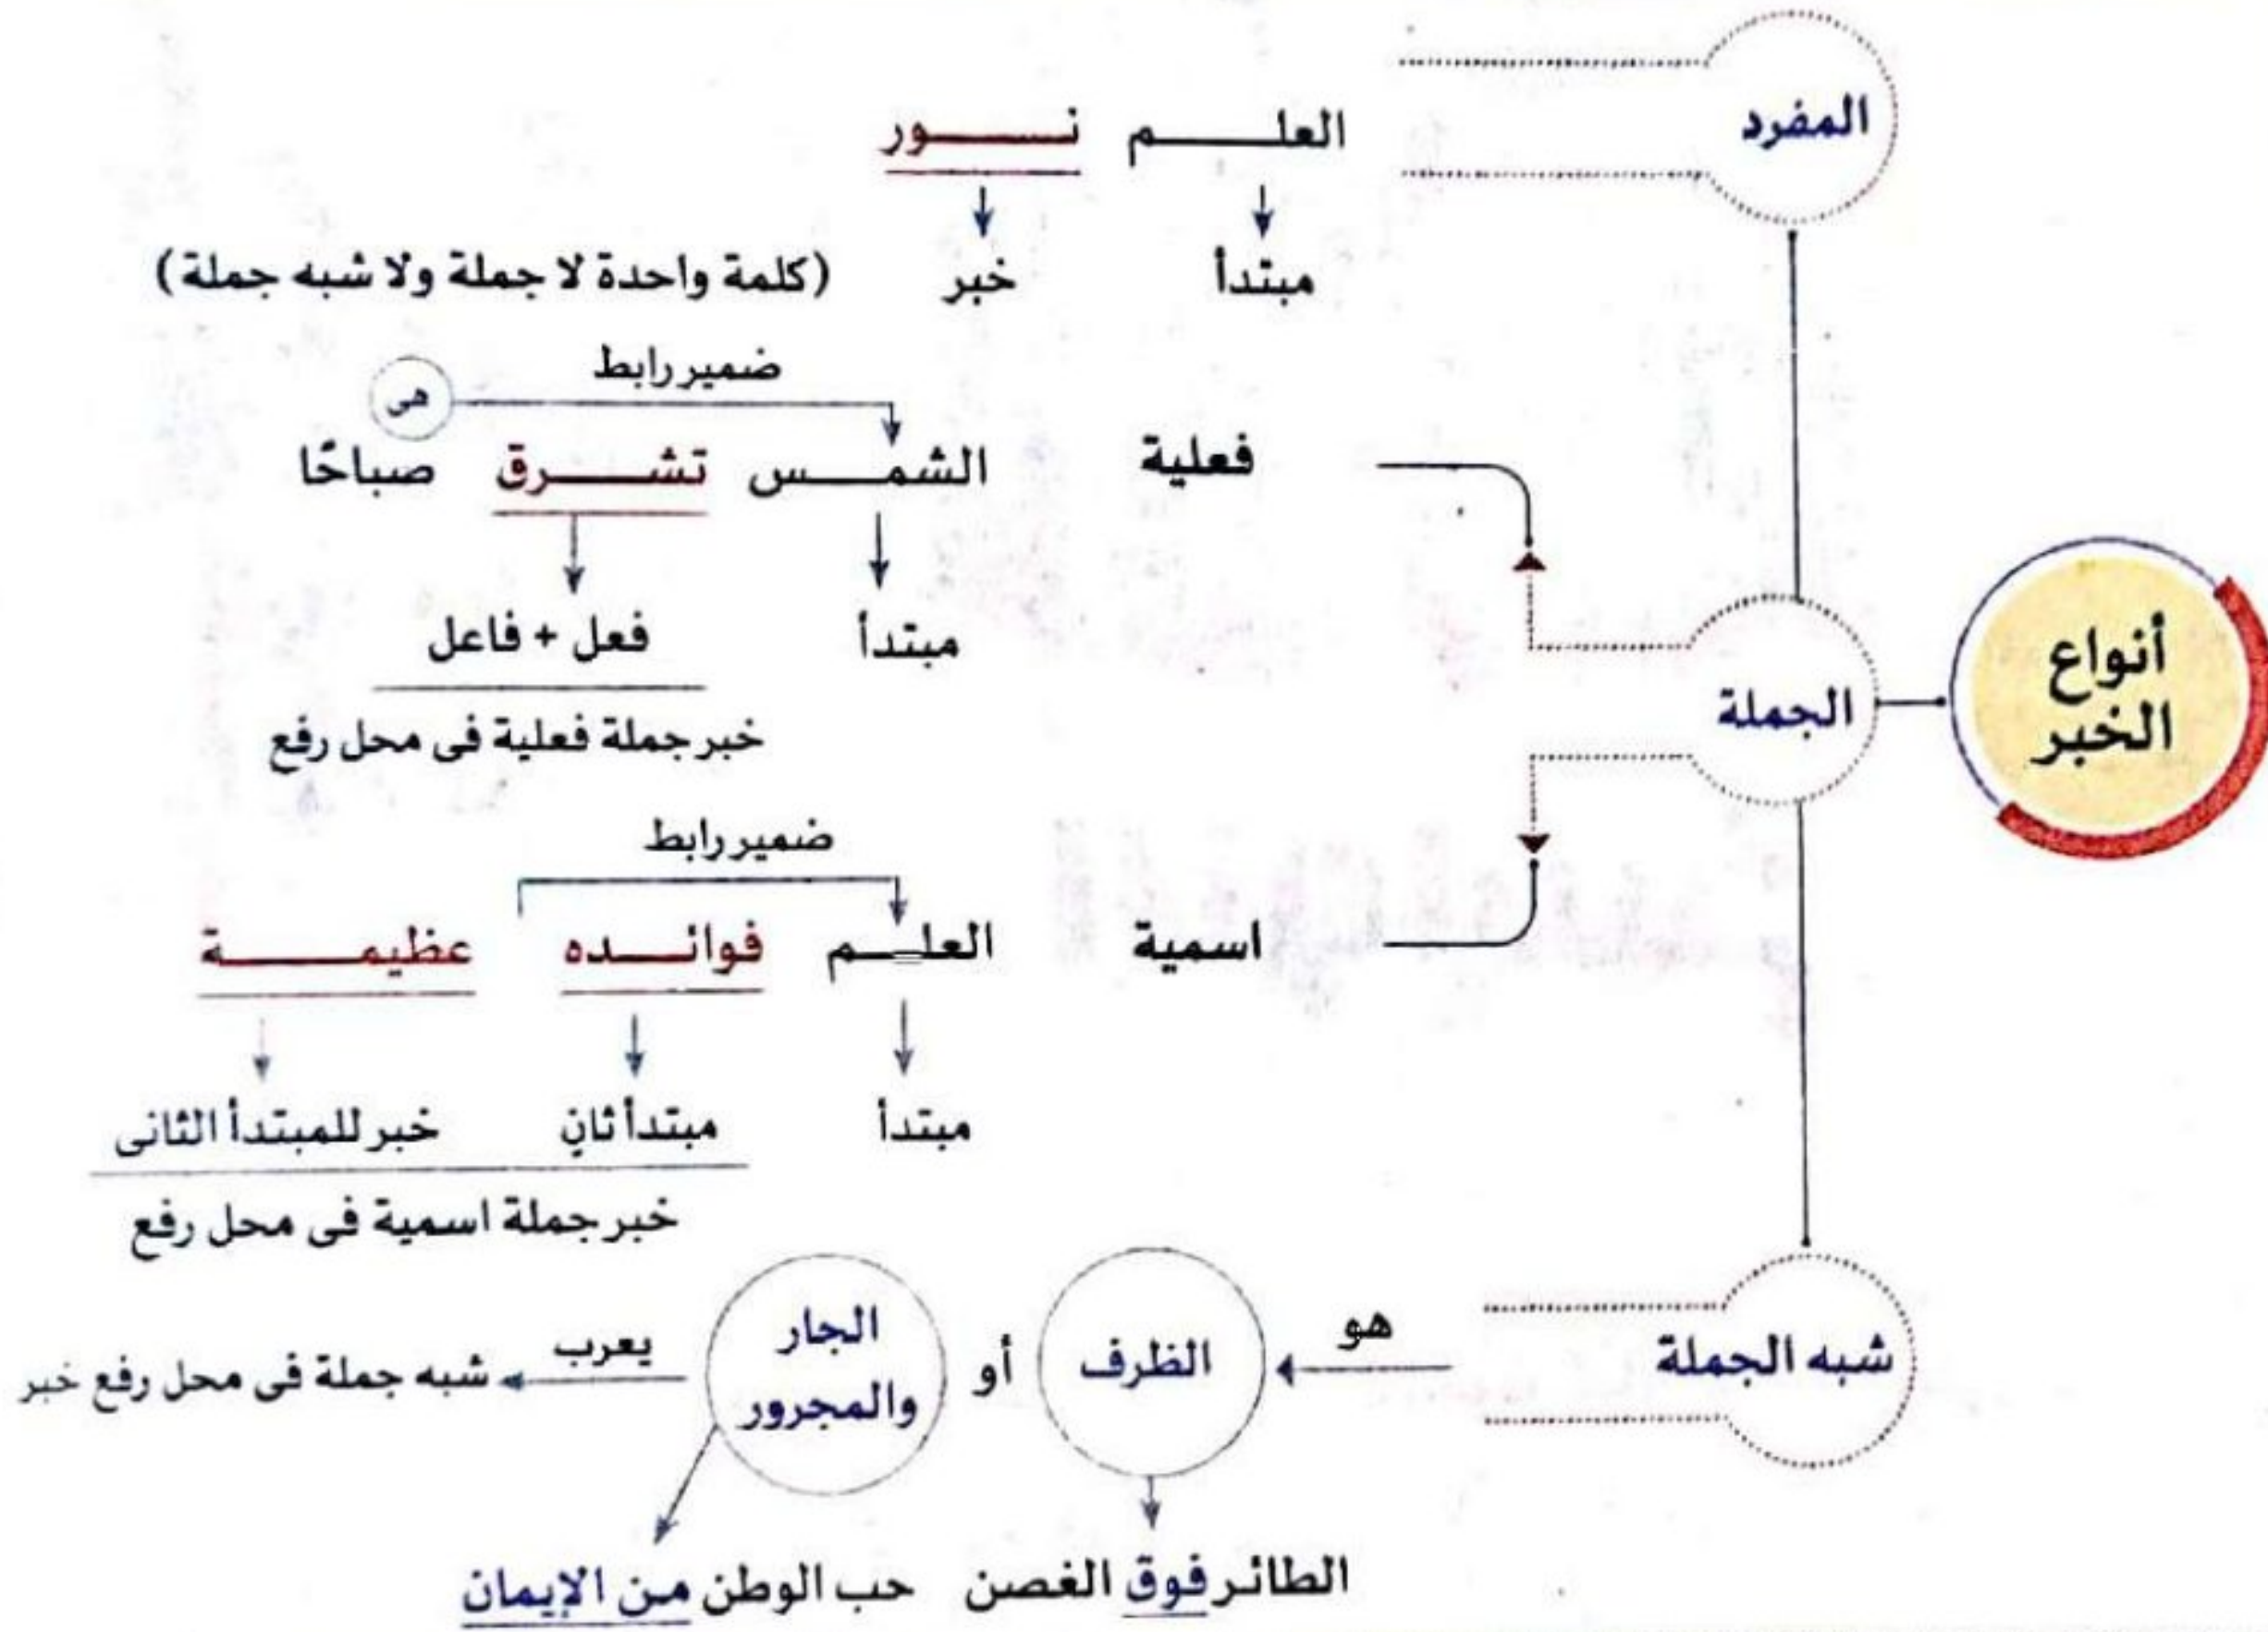 أنواع
الخبر
المفرد
العلم نور
مبتدأ
خبر
(كلمة واحدة لا جملة ولا شبه جملة)
الجملة
فعلية
ضمير رابط
هى
الشمس تشرق صباحًا
مبتدأ
فعل + فاعل
خبر جملة فعلية فى محل رفع
اسمية
ضمير رابط
العلم فوائده عظيمة
مبتدأ
مبتدأ ثانٍ
خبر للمبتدأ الثانى
خبر جملة اسمية فى محل رفع
شبه الجملة
هو
الظرف
أو
الجار
والمجرور
يعرب
شبه جملة فى محل رفع خبر
الطائر فوق الغصن
حب الوطن من الإيمان